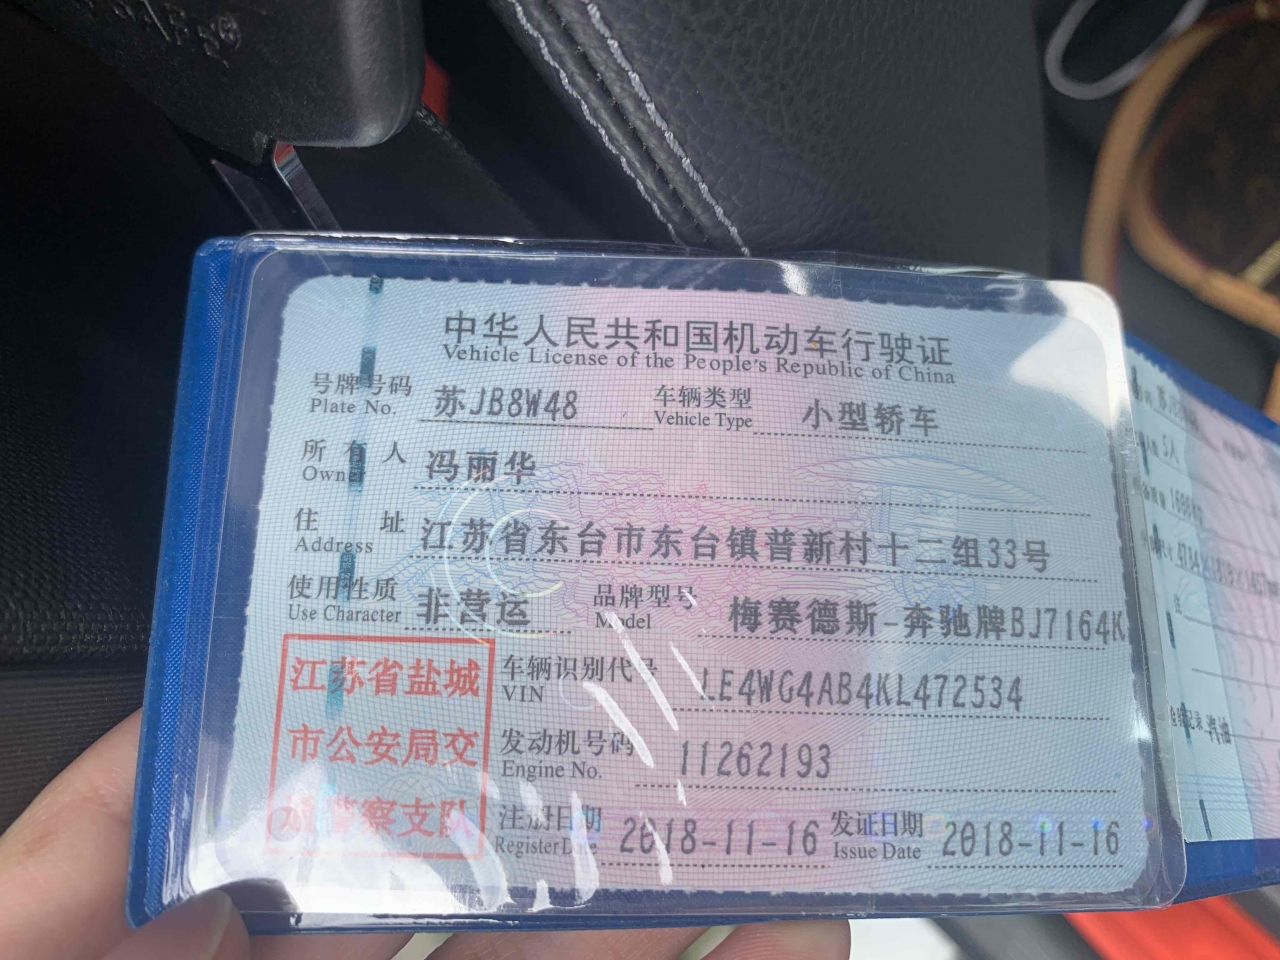 中华人民共和国机动车行驶证
Vehicle License of the People's Republic of China
号牌号码 苏JB8W48 车辆类型 小型轿车
Plate No. Vehicle Type
所有人 冯丽华
Owner
住址 江苏省东台市东台镇普新村十二组33号
Address
使用性质 非营运 品牌型号 梅赛德斯-奔驰牌BJ7164K
Use Character Model
江苏省盐城
市公安局交
警察支队
车辆识别代号 LE4WG4AB4KL472534
VIN
发动机号码 11262193
Engine No.
注册日期 2018-11-16 发证日期 2018-11-16
Register Date Issue Date
5人
汽油